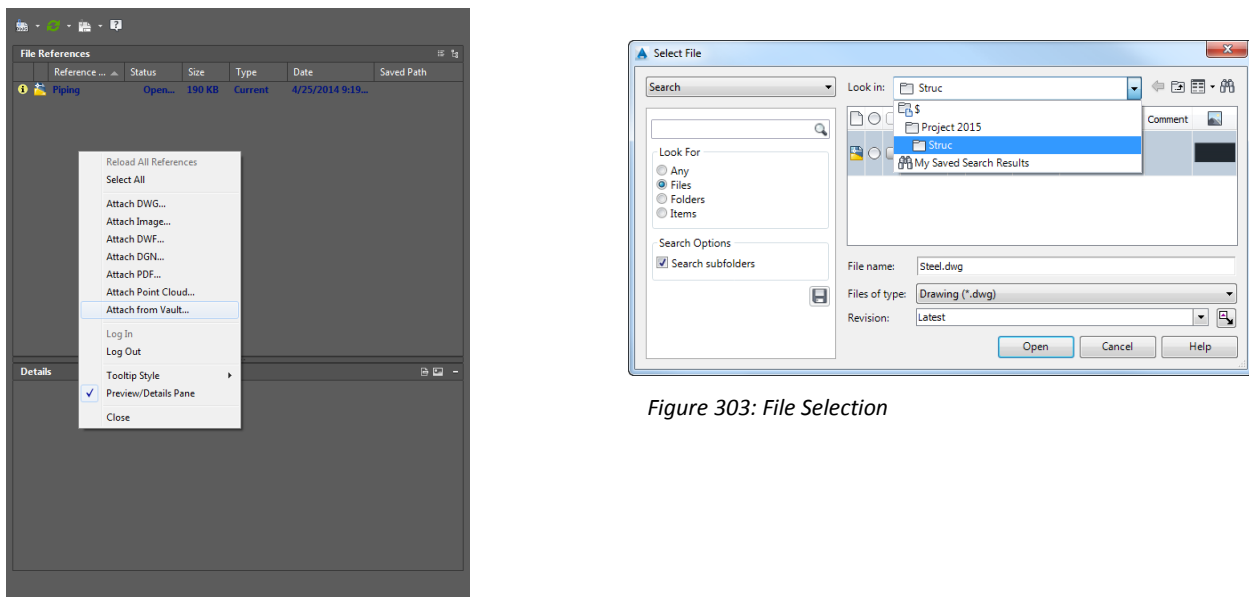 File References
Reference ... Status Size Type Date Saved Path
Piping Open... 190 KB Current 4/25/2014 9:19...
Reload All References
Select All
Attach DWG...
Attach Image...
Attach DWF...
Attach DGN...
Attach PDF...
Attach Point Cloud...
Attach from Vault...
Log In
Log Out
Details
Tooltip Style
Preview/Details Pane
Close
Select File
Search
Look in: Struc
$
Project 2015
Struc
My Saved Search Results
Comment
Look For
Any
Files
Folders
Items
Search Options
Search subfolders
File name: Steel.dwg
Files of type: Drawing (*.dwg)
Revision: Latest
Open Cancel Help
Figure 303: File Selection